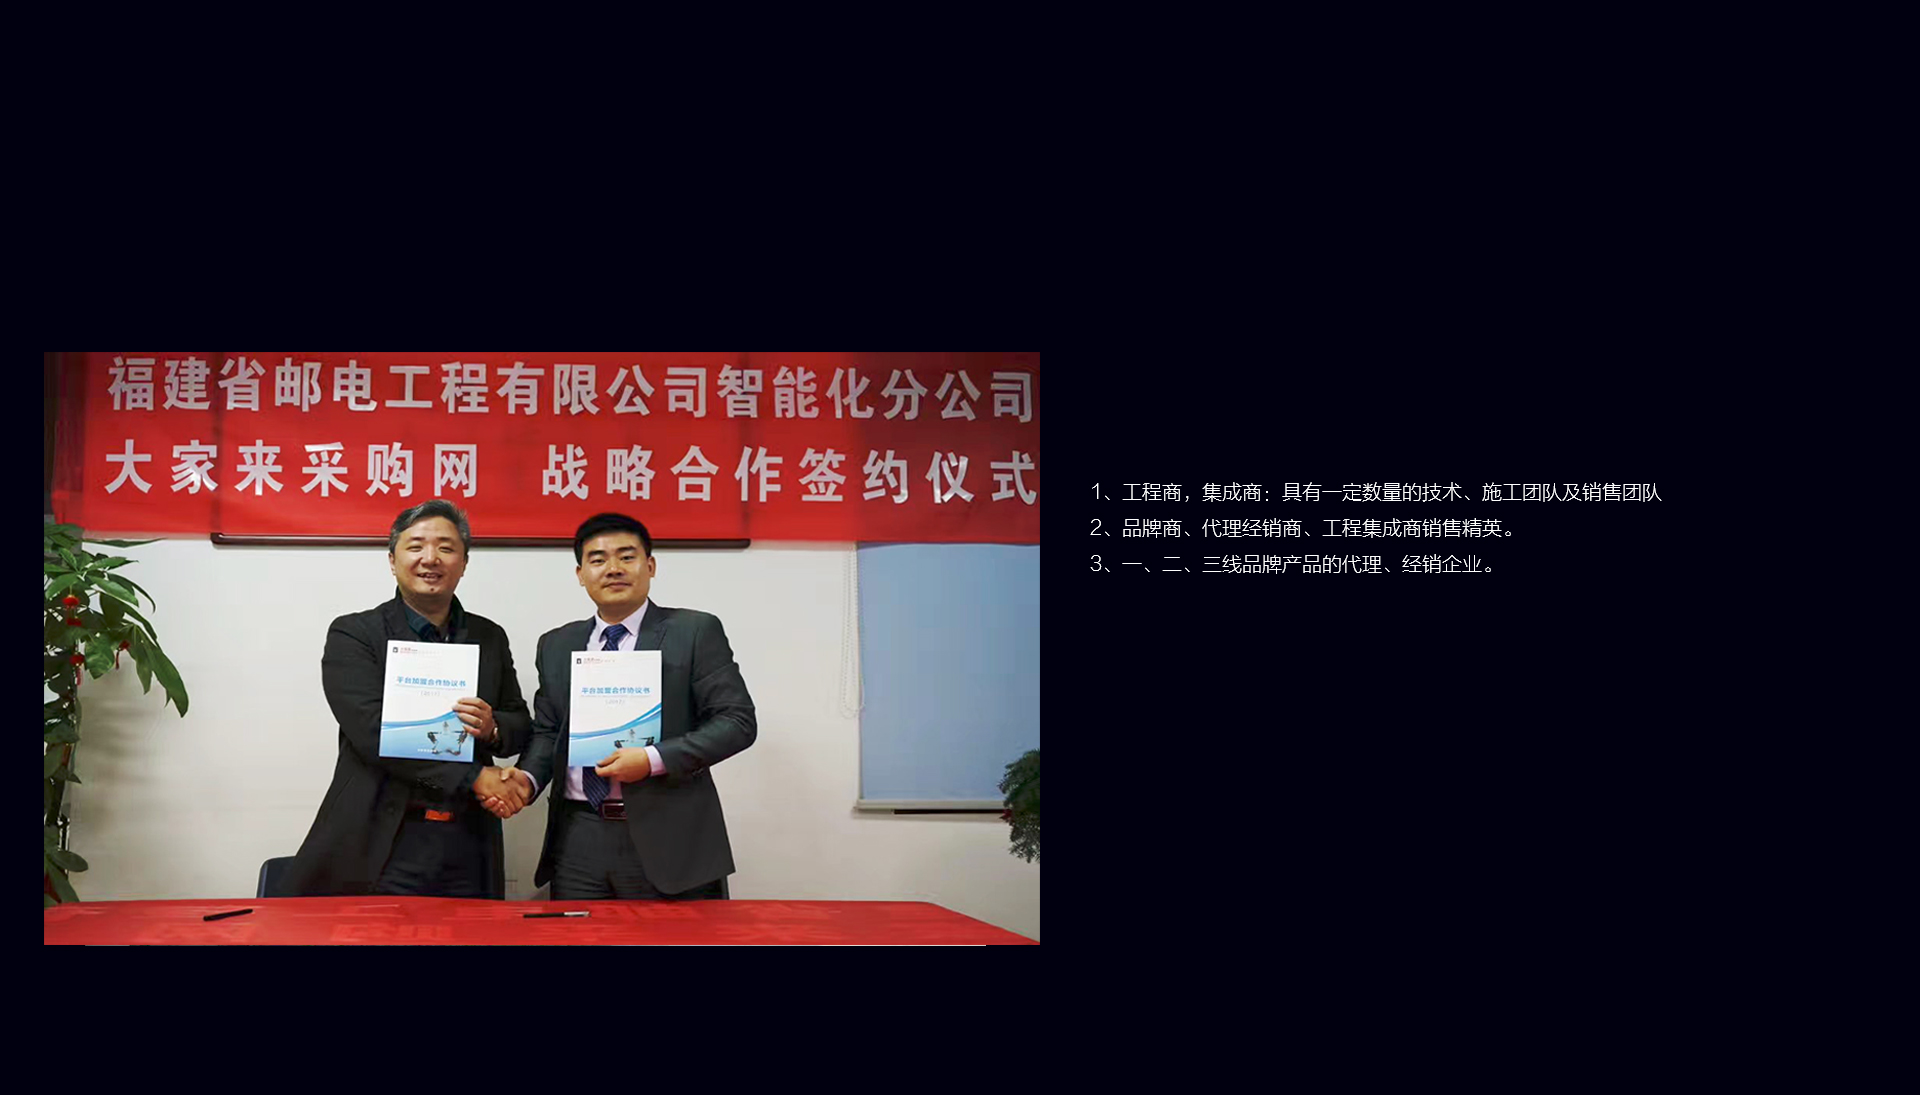 福建省邮电工程有限公司智能化分公司
大家来采购网 战略合作签约仪式
平台加盟合作协议书
平台加盟合作协议书
1、工程商，集成商：具有一定数量的技术、施工团队及销售团队
2、品牌商、代理经销商、工程集成商销售精英。
3、一、二、三线品牌产品的代理、经销企业。